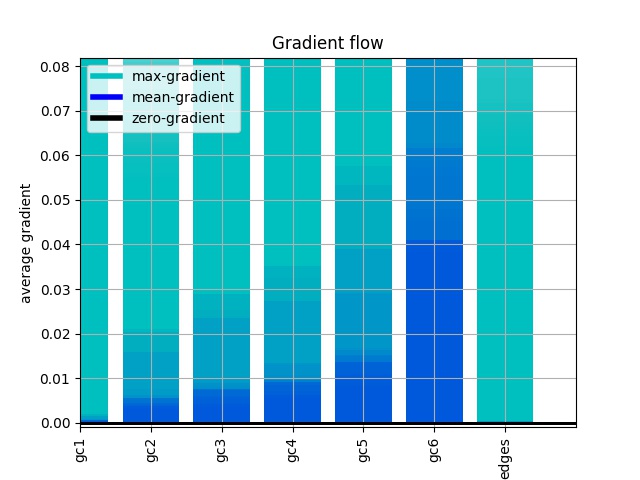 Gradient flow
max-gradient
mean-gradient
zero-gradient
average gradient
0.08
0.07
0.06
0.05
0.04
0.03
0.02
0.01
0.00
gc1
gc2
gc3
gc4
gc5
gc6
edges